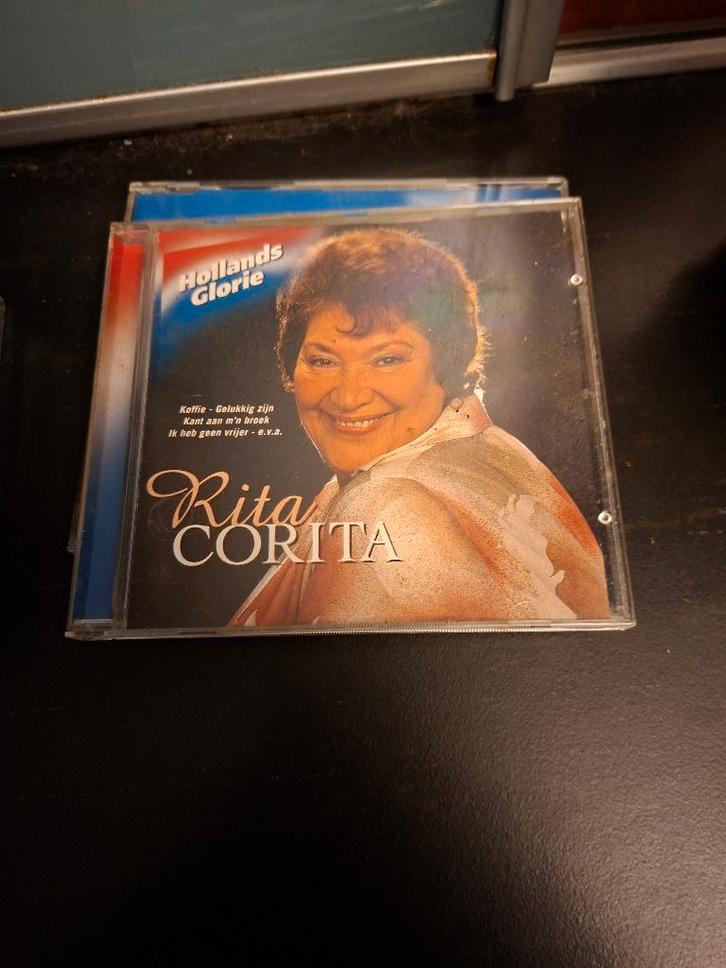 Hollands
Glorie
Koffie - Gelukkig zijn
Kant aan m'n broek
Ik heb geen vrijer - e.v.a.
Rita
CORITA